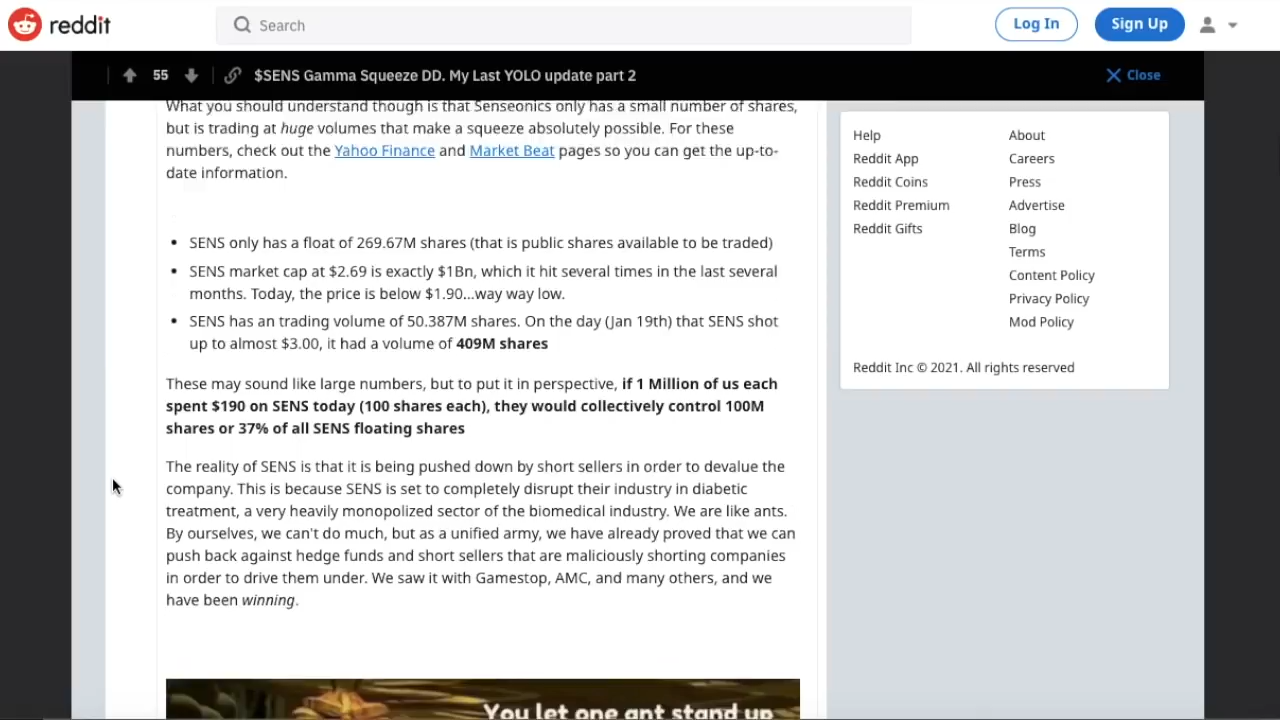 reddit
Search
Log In
Sign Up
55
$SENS Gamma Squeeze DD. My Last YOLO update part 2
Close
What you should understand though is that Senseonics only has a small number of shares,
but is trading at huge volumes that make a squeeze absolutely possible. For these
numbers, check out the Yahoo Finance and Market Beat pages so you can get the up-to-
date information.
• SENS only has a float of 269.67M shares (that is public shares available to be traded)
• SENS market cap at $2.69 is exactly $1Bn, which it hit several times in the last several
months. Today, the price is below $1.90...way way low.
• SENS has an trading volume of 50.387M shares. On the day (Jan 19th) that SENS shot
up to almost $3.00, it had a volume of 409M shares
These may sound like large numbers, but to put it in perspective, if 1 Million of us each
spent $190 on SENS today (100 shares each), they would collectively control 100M
shares or 37% of all SENS floating shares
The reality of SENS is that it is being pushed down by short sellers in order to devalue the
company. This is because SENS is set to completely disrupt their industry in diabetic
treatment, a very heavily monopolized sector of the biomedical industry. We are like ants.
By ourselves, we can't do much, but as a unified army, we have already proved that we can
push back against hedge funds and short sellers that are maliciously shorting companies
in order to drive them under. We saw it with Gamestop, AMC, and many others, and we
have been winning.
You let one ant stand up
Help
Reddit App
Reddit Coins
Reddit Premium
Reddit Gifts
About
Careers
Press
Advertise
Blog
Terms
Content Policy
Privacy Policy
Mod Policy
Reddit Inc © 2021. All rights reserved